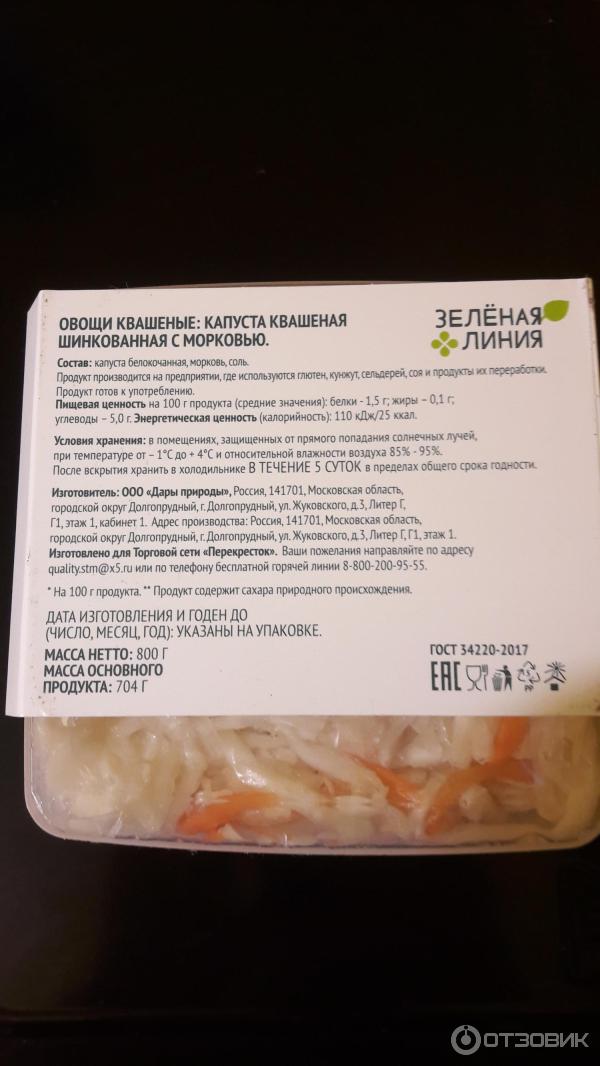 ОВОЩИ КВАШЕНЫЕ: КАПУСТА КВАШЕНАЯ
ШИНКОВАННАЯ С МОРКОВЬЮ.
ЗЕЛЁНАЯ
ЛИНИЯ
Состав: капуста белокочанная, морковь, соль.
Продукт производится на предприятии, где используются глютен, кунжут, сельдерей, соя и продукты их переработки.
Продукт готов к употреблению.
Пищевая ценность на 100 г продукта (средние значения): белки - 1,5 г; жиры – 0,1 г;
углеводы – 5,0 г. Энергетическая ценность (калорийность): 110 кДж/25 ккал.
Условия хранения: в помещениях, защищенных от прямого попадания солнечных лучей,
при температуре от – 1°С до + 4°С и относительной влажности воздуха 85% - 95%.
После вскрытия хранить в холодильнике В ТЕЧЕНИЕ 5 СУТОК в пределах общего срока годности.
Изготовитель: ООО «Дары природы», Россия, 141701, Московская область,
городской округ Долгопрудный, г. Долгопрудный, ул. Жуковского, д.3, Литер Г,
Г1, этаж 1, кабинет 1. Адрес производства: Россия, 141701, Московская область,
городской округ Долгопрудный, г. Долгопрудный, ул. Жуковского, д.3, Литер Г, Г1, этаж 1.
Изготовлено для Торговой сети «Перекресток». Ваши пожелания направляйте по адресу
quality.stm@x5.ru или по телефону бесплатной горячей линии 8-800-200-95-55.
* На 100 г продукта. ** Продукт содержит сахара природного происхождения.
ДАТА ИЗГОТОВЛЕНИЯ И ГОДЕН ДО
(ЧИСЛО, МЕСЯЦ, ГОД): УКАЗАНЫ НА УПАКОВКЕ.
МАССА НЕТТО: 800 Г
МАССА ОСНОВНОГО
ПРОДУКТА: 704 Г
ГОСТ 34220-2017
ЕАС
5
PP
ОТЗОВИК